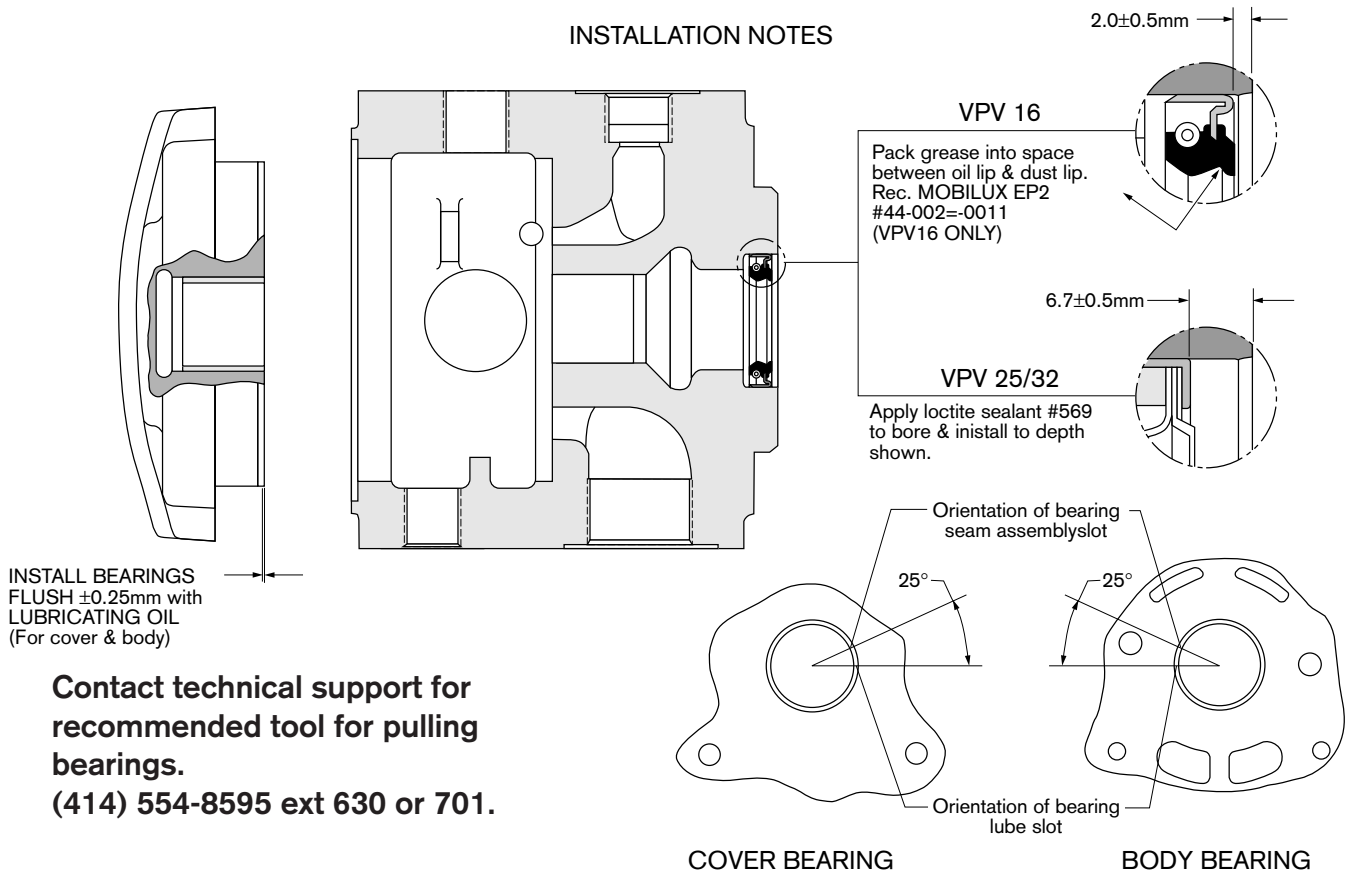 INSTALLATION NOTES
2.0±0.5mm
VPV 16
Pack grease into space
between oil lip & dust lip.
Rec. MOBILUX EP2
#44-002=-0011
(VPV16 ONLY)
6.7±0.5mm
VPV 25/32
Apply loctite sealant #569
to bore & inistall to depth
shown.
INSTALL BEARINGS
FLUSH ±0.25mm with
LUBRICATING OIL
(For cover & body)
Orientation of bearing
seam assemblyslot
25°
25°
Contact technical support for
recommended tool for pulling
bearings.
(414) 554-8595 ext 630 or 701.
Orientation of bearing
lube slot
COVER BEARING
BODY BEARING